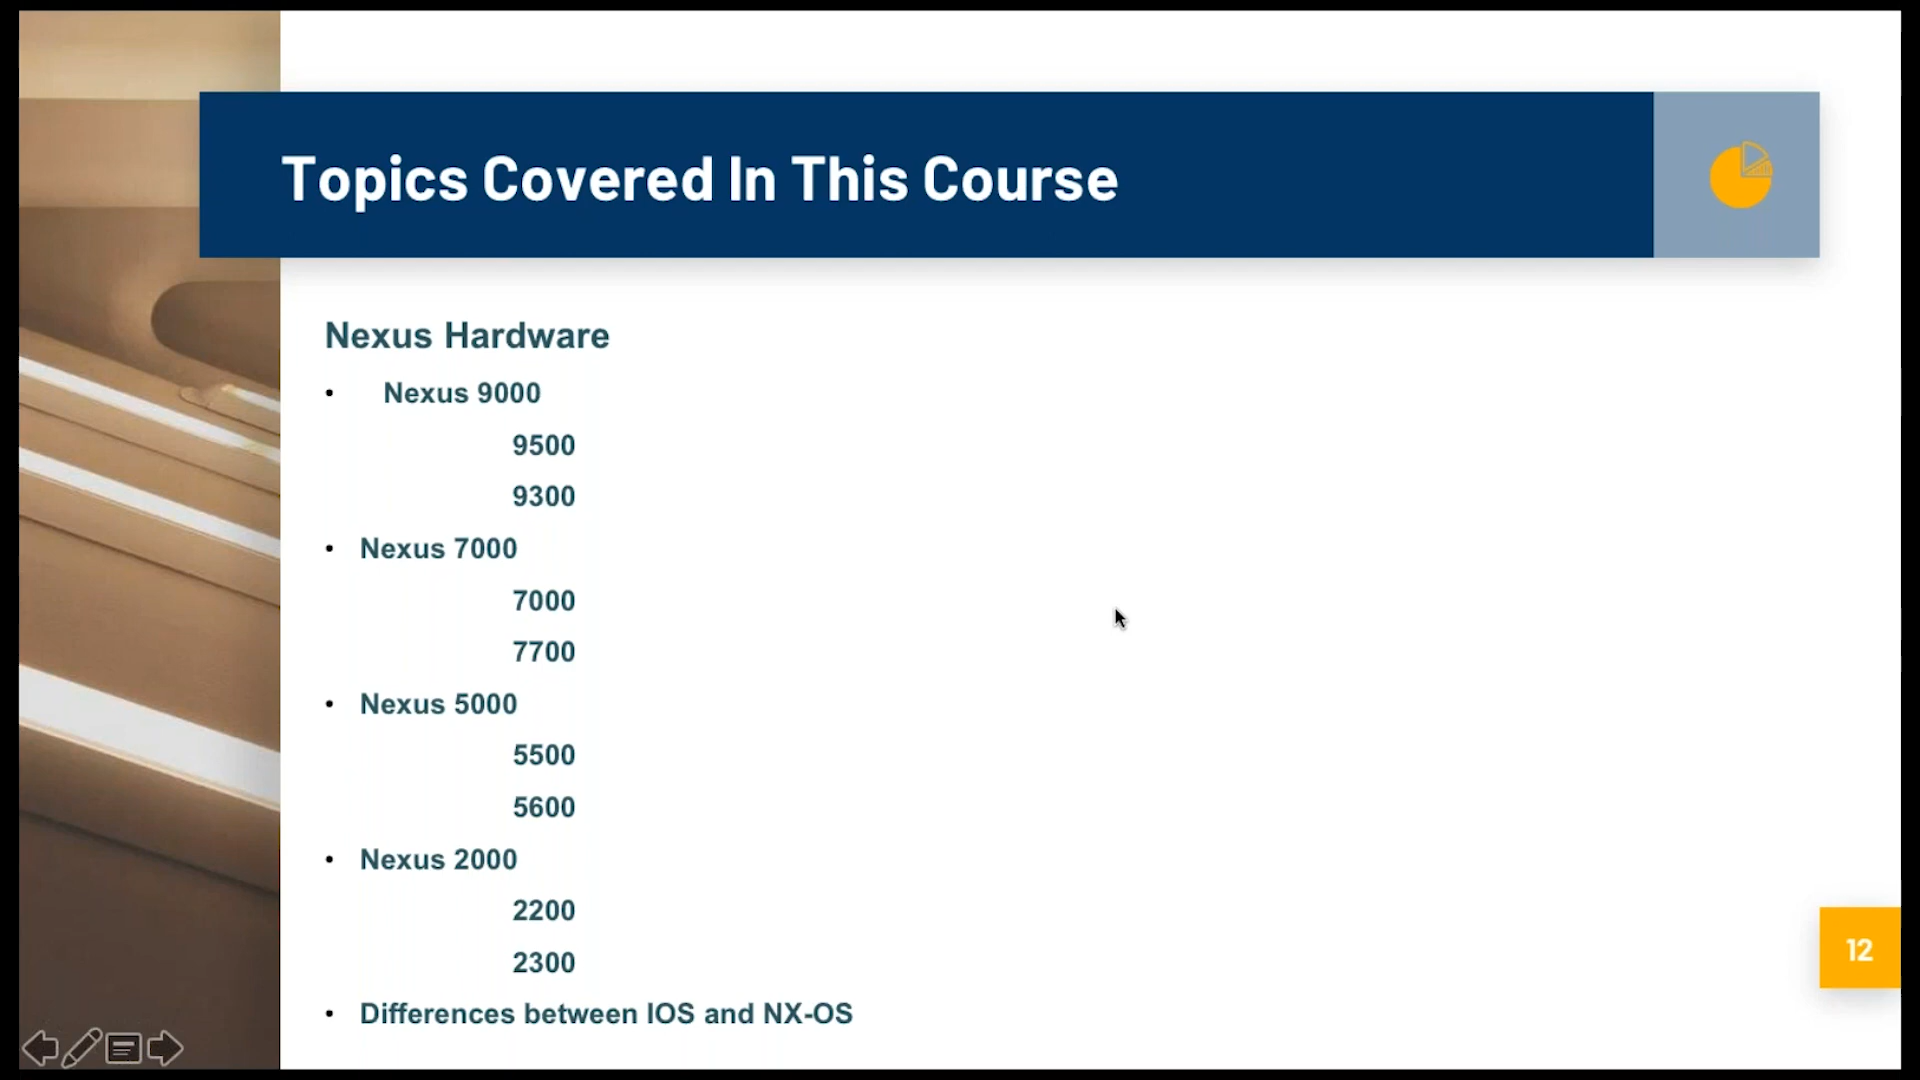 Topics Covered In This Course
Nexus Hardware
• Nexus 9000
9500
9300
• Nexus 7000
7000
7700
• Nexus 5000
5500
5600
• Nexus 2000
2200
2300
• Differences between IOS and NX-OS
12